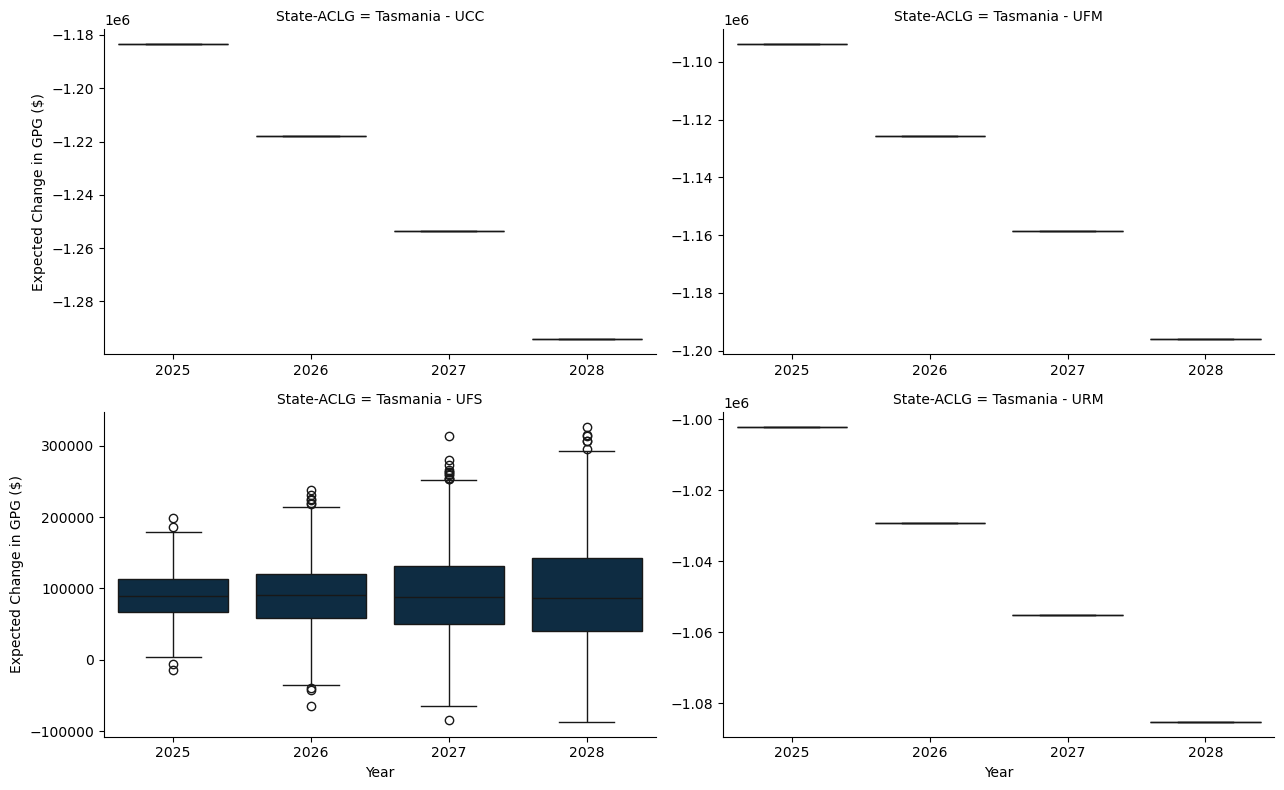 State-ACLG = Tasmania - UCC
1e6
−1.18
−1.20
−1.22
−1.24
−1.26
−1.28
Expected Change in GPG ($)
2025 2026 2027 2028
State-ACLG = Tasmania - UFM
1e6
−1.10
−1.12
−1.14
−1.16
−1.18
−1.20
2025 2026 2027 2028
State-ACLG = Tasmania - UFS
300000
200000
100000
0
−100000
Expected Change in GPG ($)
2025 2026 2027 2028
Year
State-ACLG = Tasmania - URM
1e6
−1.00
−1.02
−1.04
−1.06
−1.08
2025 2026 2027 2028
Year